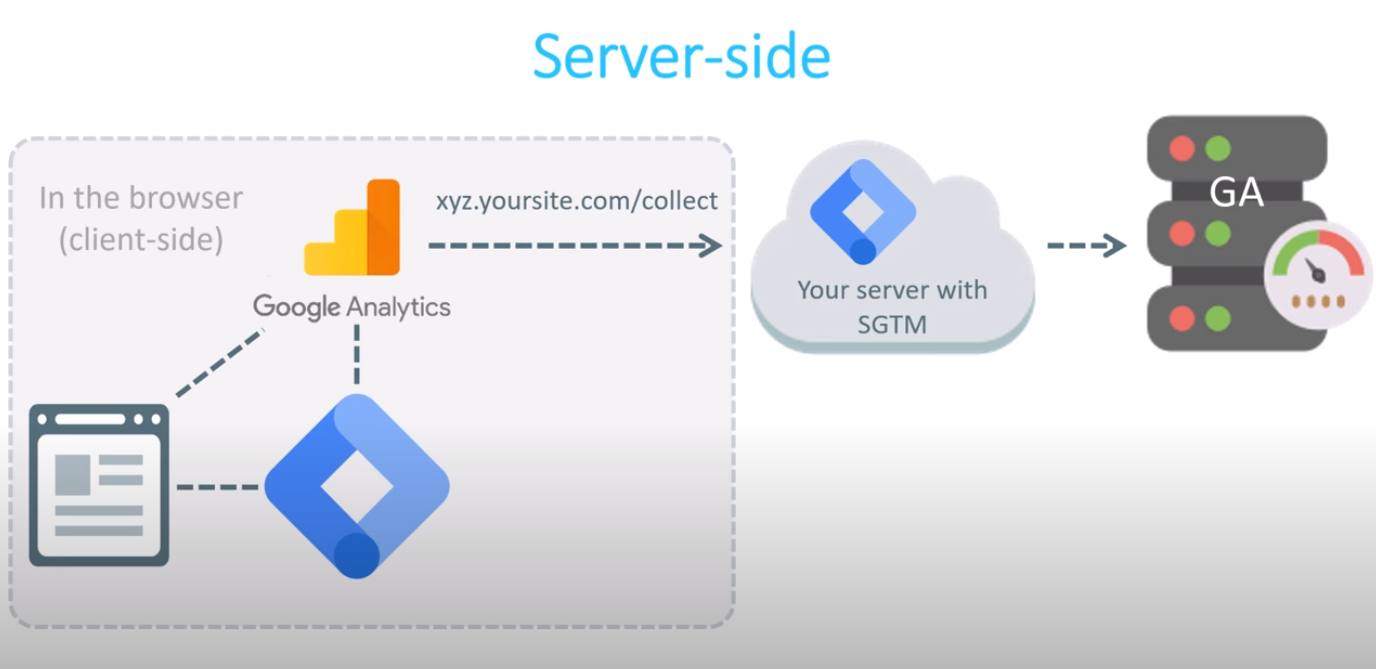 Server-side
In the browser
(client-side)
xyz.yoursite.com/collect
Google Analytics
Your server with
SGTM
GA